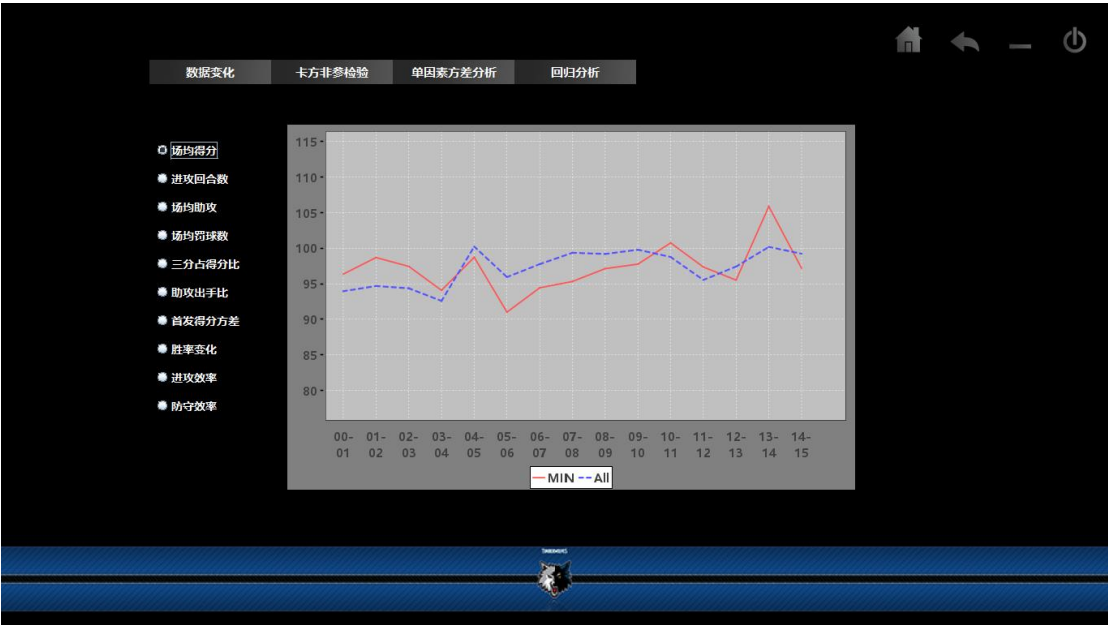 数据变化 卡方非参检验 单因素方差分析 回归分析
场均得分
进攻回合数
场均助攻
场均罚球数
三分占得分比
助攻出手比
首发得分方差
胜率变化
进攻效率
防守效率
115
110
105
100
95
90
85
80
00- 01- 02- 03- 04- 05- 06- 07- 08- 09- 10- 11- 12- 13- 14-
01 02 03 04 05 06 07 08 09 10 11 12 13 14 15
MIN All
TIMBERWOLVES